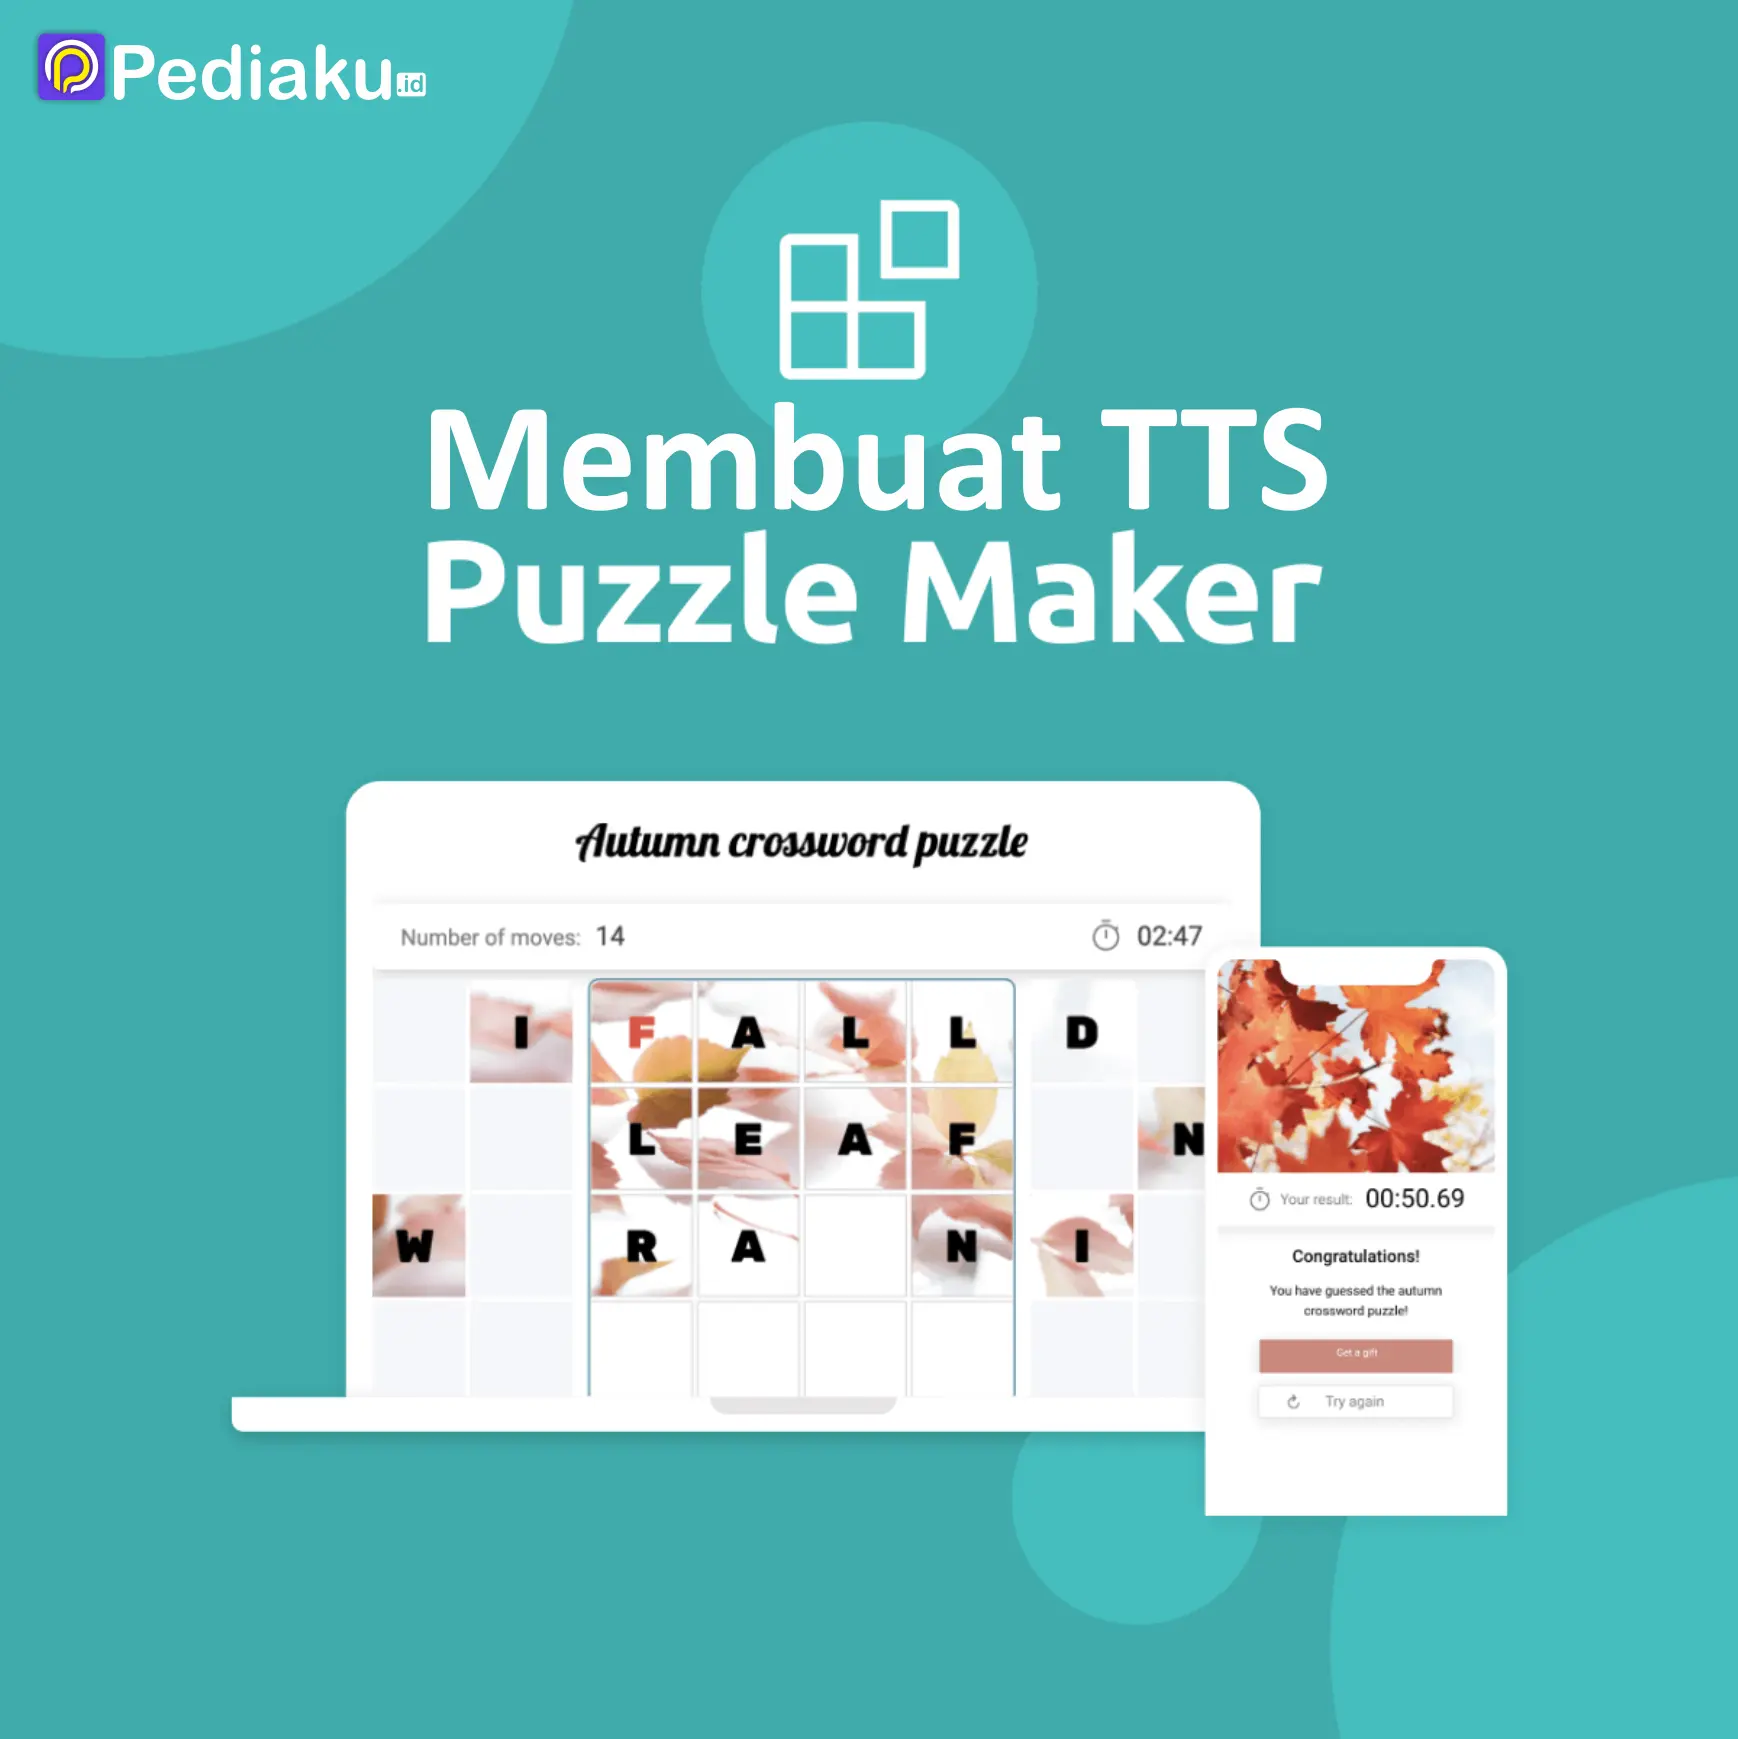 Pediaku.id
Membuat TTS
Puzzle Maker
Autumn crossword puzzle
Number of moves: 14
02:47
I F A L L D
L E A F N
W R A N I
Your result: 00:50.69
Congratulations!
You have guessed the autumn
crossword puzzle!
Get a gift
Try again